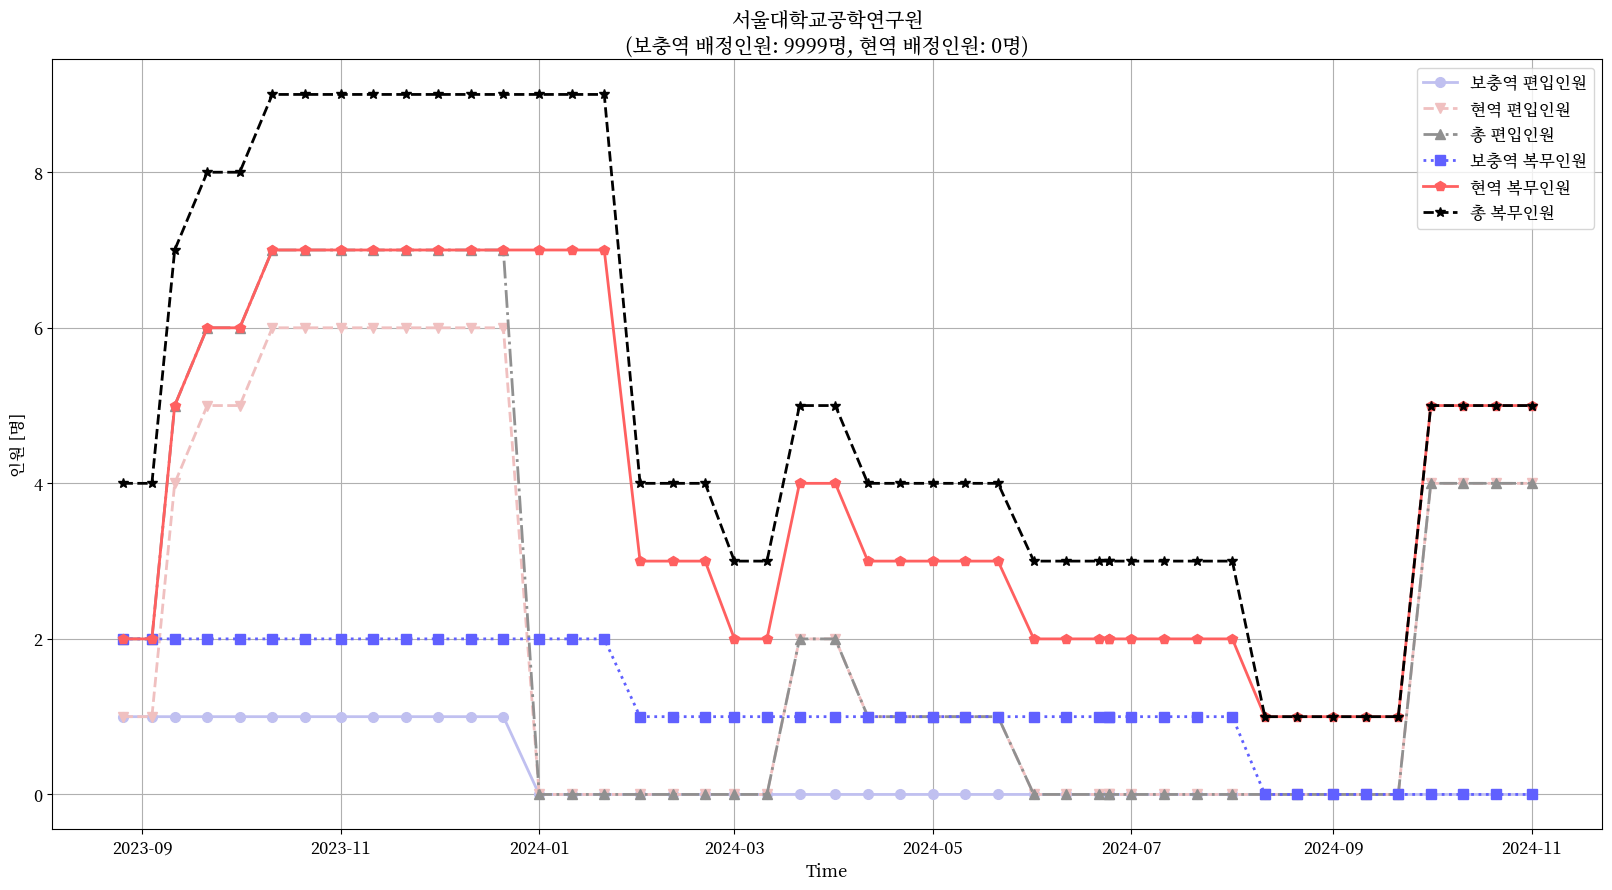 서울대학교공학연구원
(보충역 배정인원: 9999명, 현역 배정인원: 0명)
보충역 편입인원
현역 편입인원
총 편입인원
보충역 복무인원
현역 복무인원
총 복무인원
인원 [명]
8
6
4
2
0
2023-09 2023-11 2024-01 2024-03 2024-05 2024-07 2024-09 2024-11
Time